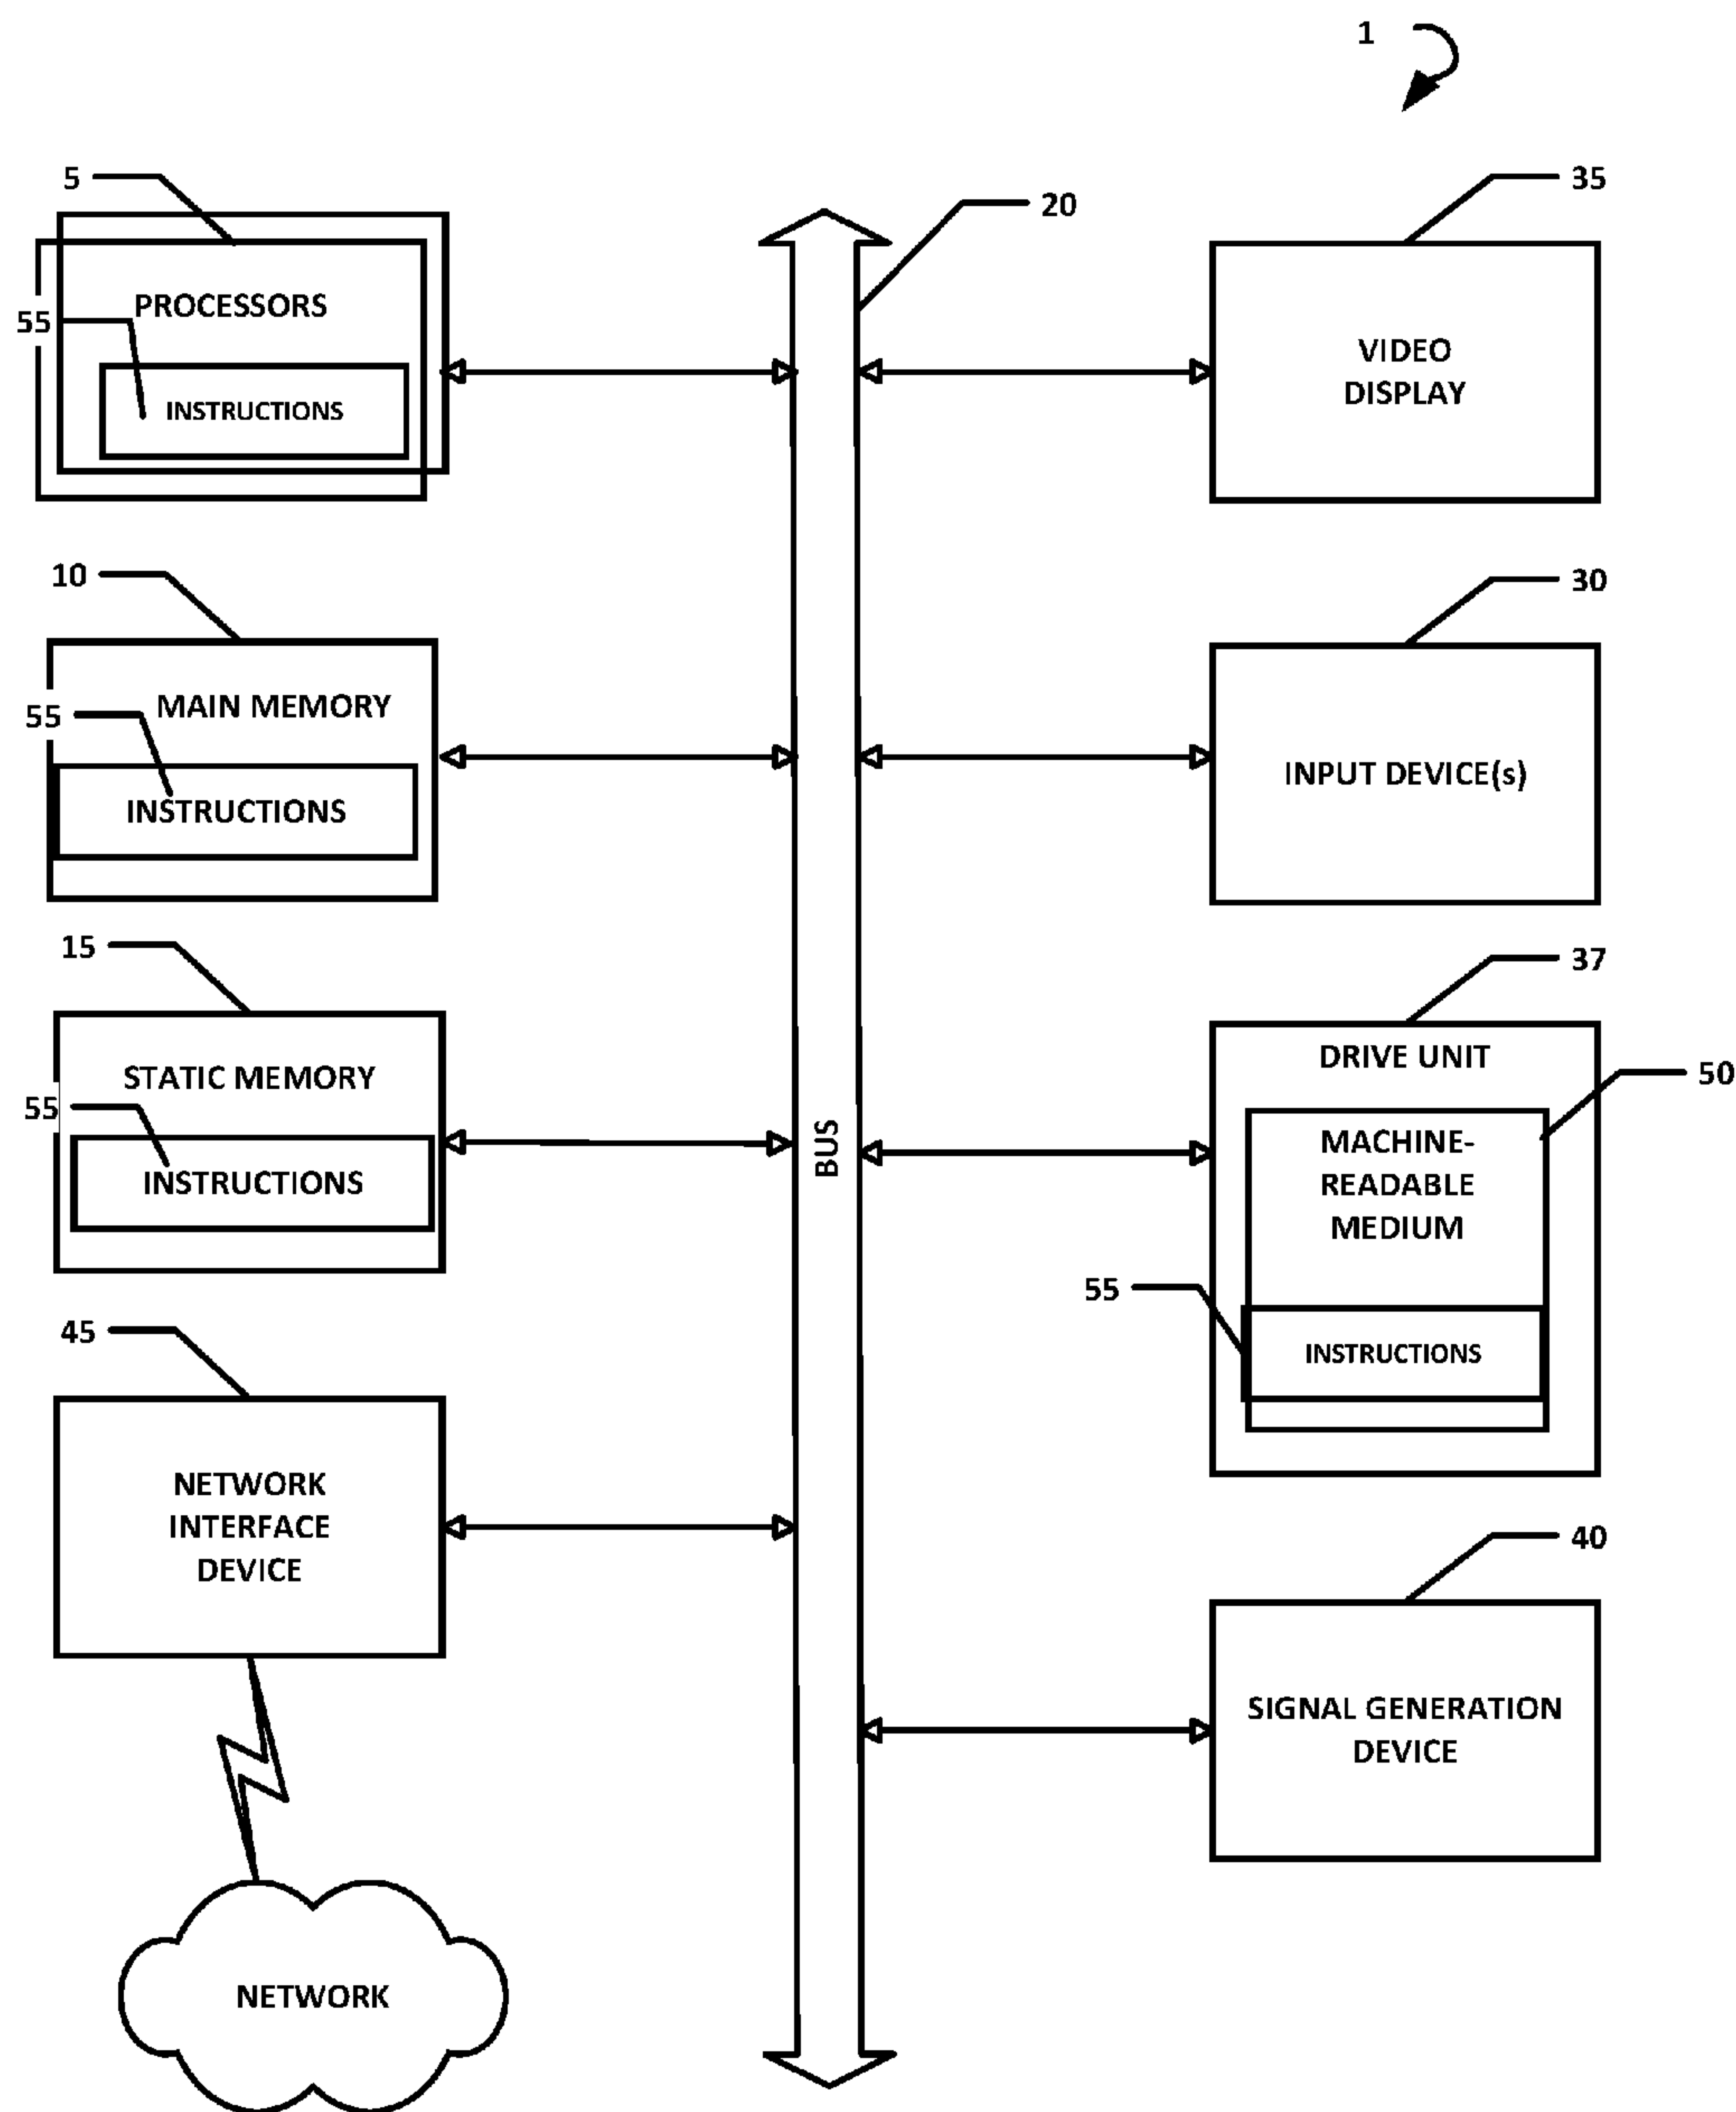 1
5
PROCESSORS
55
INSTRUCTIONS
10
MAIN MEMORY
55
INSTRUCTIONS
15
STATIC MEMORY
55
INSTRUCTIONS
45
NETWORK
INTERFACE
DEVICE
NETWORK
20
BUS
35
VIDEO
DISPLAY
30
INPUT DEVICE(s)
37
DRIVE UNIT
50
MACHINE-
READABLE
MEDIUM
55
INSTRUCTIONS
40
SIGNAL GENERATION
DEVICE